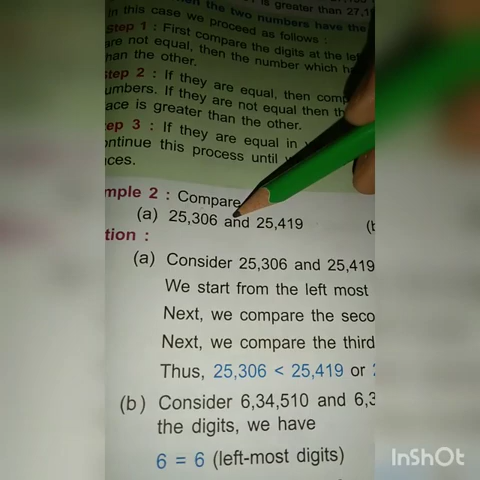 then the two numbers have the
is greater than 27,1
In this case we proceed as follows :
Step 1 : First compare the digits at the le
are not equal, then the number which h
than the other.
Step 2 : If they are equal, then comp
umbers. If they are not equal then th
ace is greater than the other.
ep 3 : If they are equal in
ontinue this process until
ces.
mple 2 : Compare
(a) 25,306 and 25,419
(b
tion :
(a) Consider 25,306 and 25,419
We start from the left most
Next, we compare the seco
Next, we compare the third
Thus, 25,306 < 25,419 or
(b) Consider 6,34,510 and 6,3
the digits, we have
6 = 6 (left-most digits)
InShOt